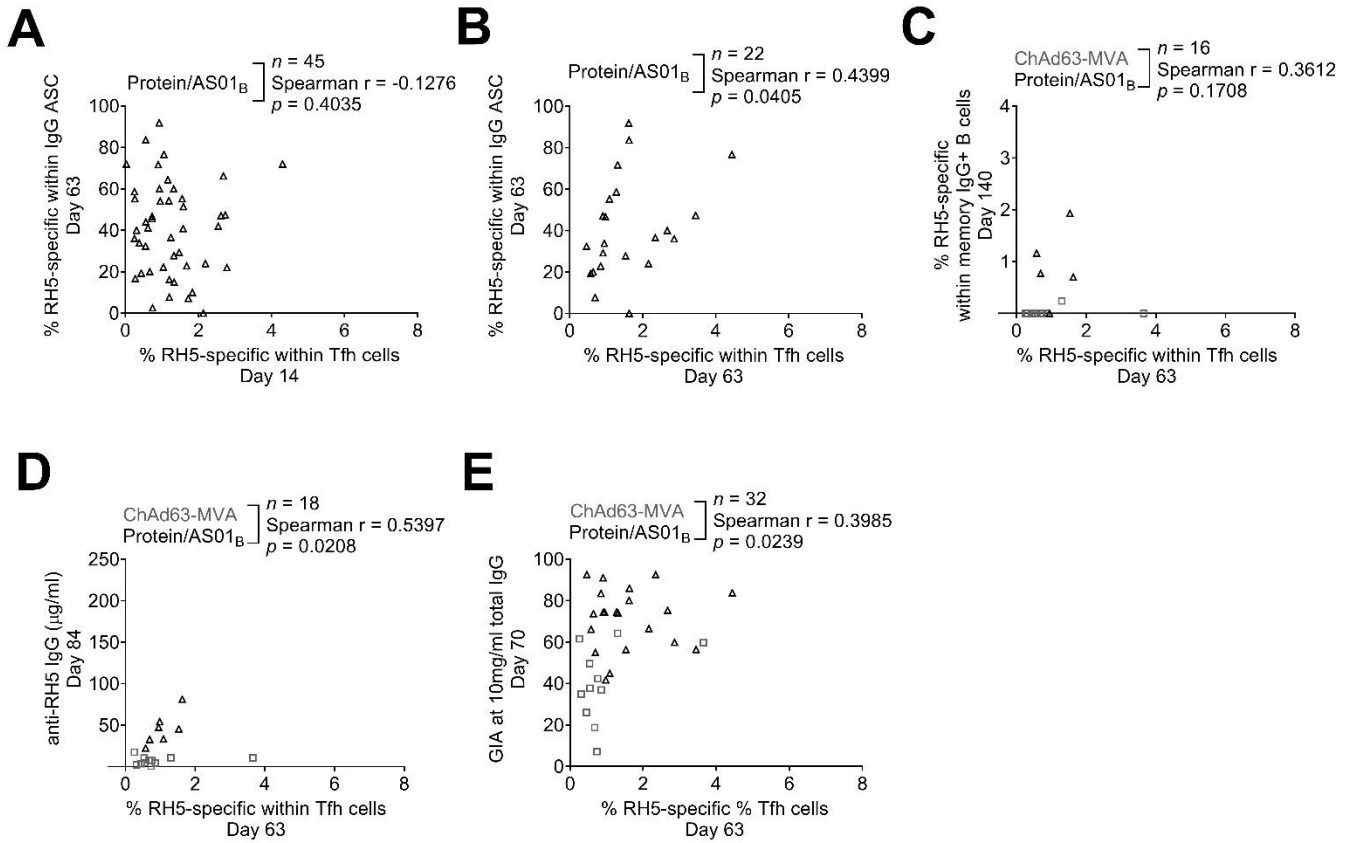 A
Protein/AS01B
n = 45
Spearman r = -0.1276
p = 0.4035
% RH5-specific within IgG ASC
Day 63
100
80
60
40
20
0
0 2 4 6 8
% RH5-specific within Tfh cells
Day 14
B
Protein/AS01B
n = 22
Spearman r = 0.4399
p = 0.0405
% RH5-specific within IgG ASC
Day 63
100
80
60
40
20
0
0 2 4 6 8
% RH5-specific within Tfh cells
Day 63
C
ChAd63-MVA
Protein/AS01B
n = 16
Spearman r = 0.3612
p = 0.1708
% RH5-specific
within memory IgG+ B cells
Day 140
4
3
2
1
0 2 4 6 8
% RH5-specific within Tfh cells
Day 63
D
ChAd63-MVA
Protein/AS01B
n = 18
Spearman r = 0.5397
p = 0.0208
anti-RH5 IgG (µg/ml)
Day 84
250
200
150
100
50
0 2 4 6 8
% RH5-specific within Tfh cells
Day 63
E
ChAd63-MVA
Protein/AS01B
n = 32
Spearman r = 0.3985
p = 0.0239
GIA at 10mg/ml total IgG
Day 70
100
80
60
40
20
0
0 2 4 6 8
% RH5-specific % Tfh cells
Day 63